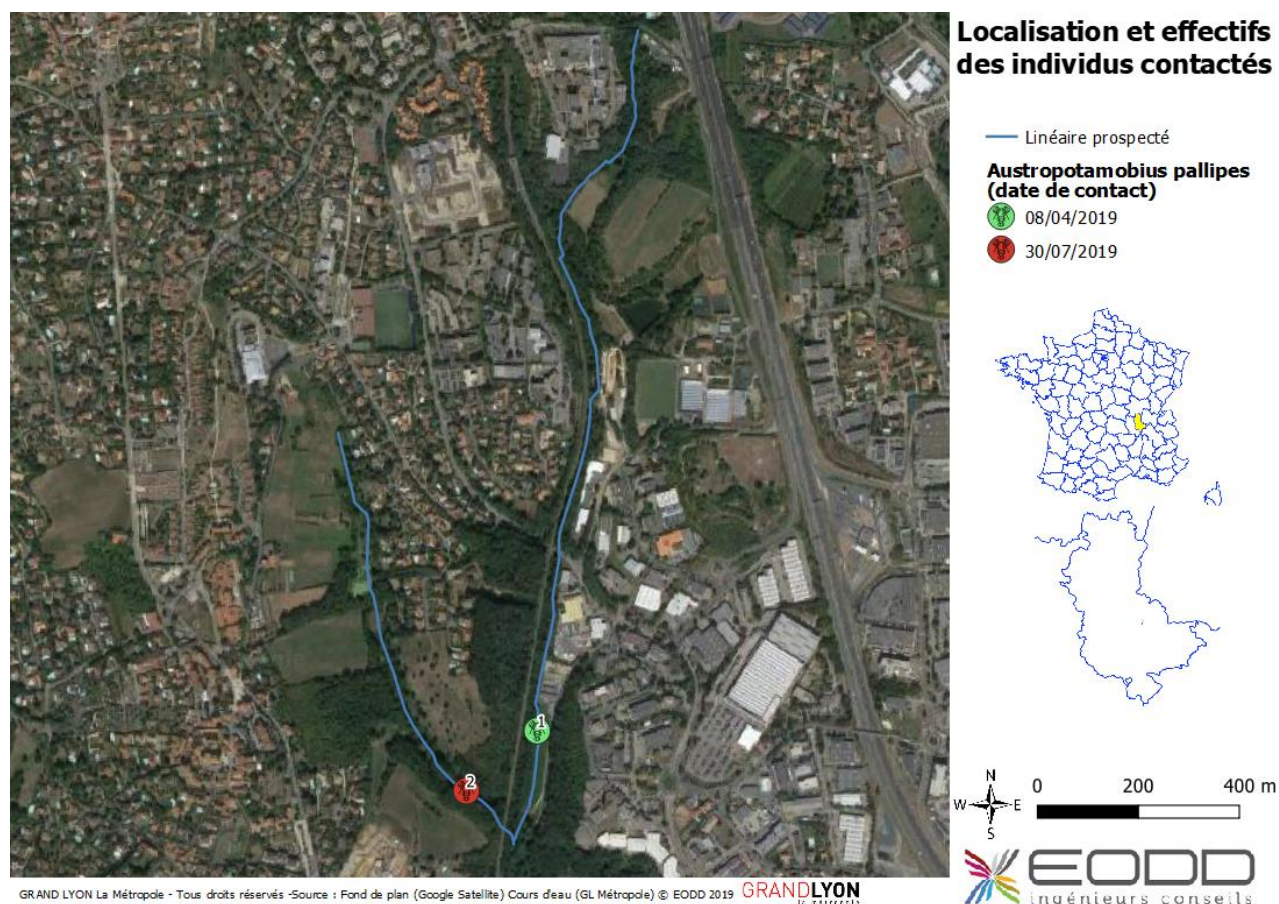 Localisation et effectifs
des individus contactés
Linéaire prospecté
Austropotamobius pallipes
(date de contact)
08/04/2019
30/07/2019
1
2
N
W E
S
0 200 400 m
EODD
ingénieurs conseils
GRAND LYON La Métropole - Tous droits réservés -Source : Fond de plan (Google Satellite) Cours d'eau (GL Métropole) © EODD 2019
GRANDLYON
la métropole